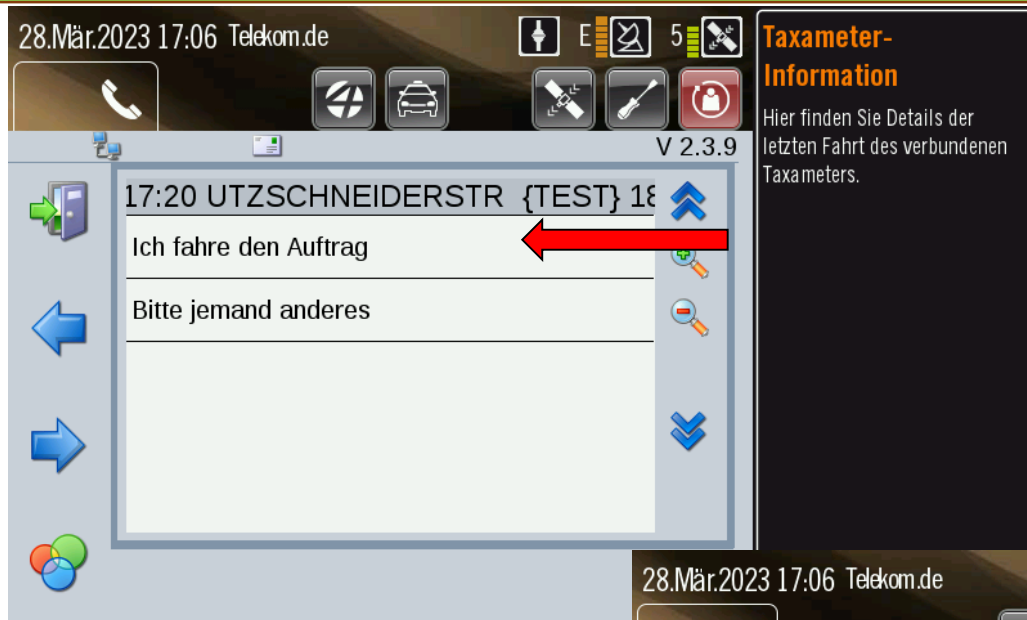 28.Mär.2023 17:06 Telekom.de
E
5
V 2.3.9
17:20 UTZSCHNEIDERSTR {TEST} 18
Ich fahre den Auftrag
Bitte jemand anderes
Taxameter-
Information
Hier finden Sie Details der
letzten Fahrt des verbundenen
Taxameters.
28.Mär.2023 17:06 Telekom.de